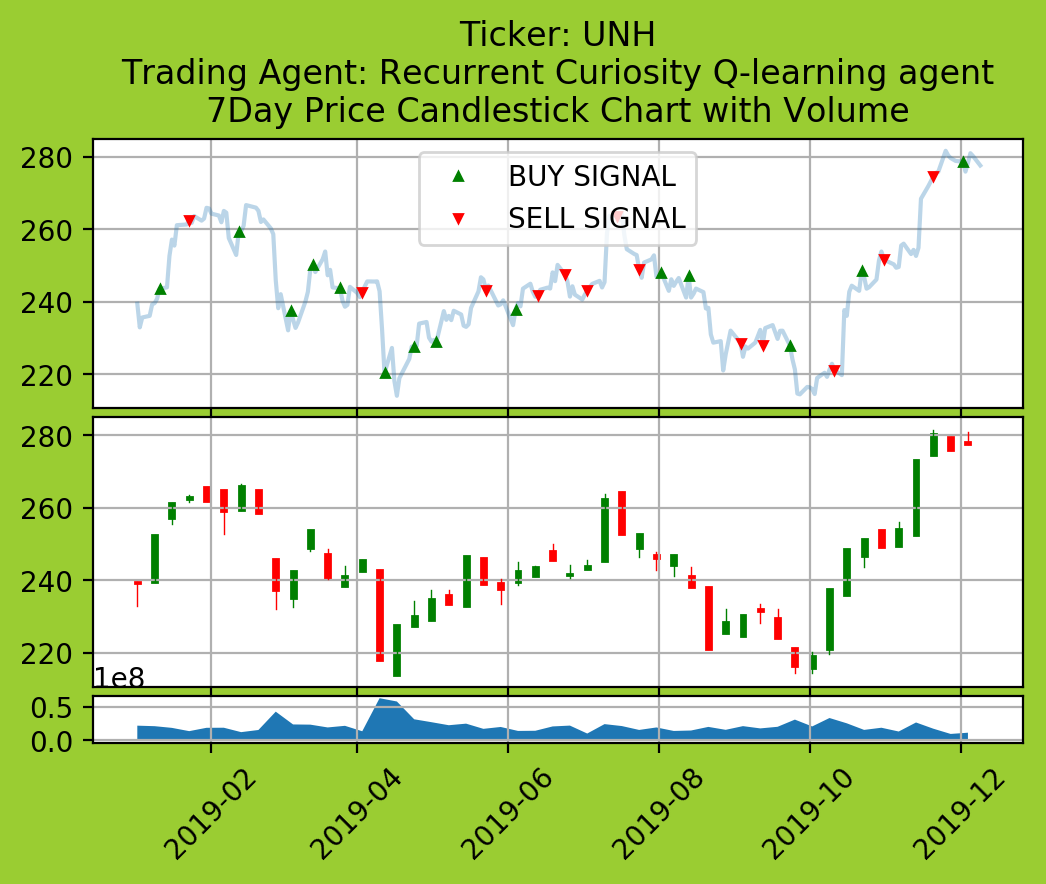 Ticker: UNH
Trading Agent: Recurrent Curiosity Q-learning agent
7Day Price Candlestick Chart with Volume
280
260
240
220
BUY SIGNAL
SELL SIGNAL
280
260
240
220
1e8
0.5
0.0
2019-02
2019-04
2019-06
2019-08
2019-10
2019-12